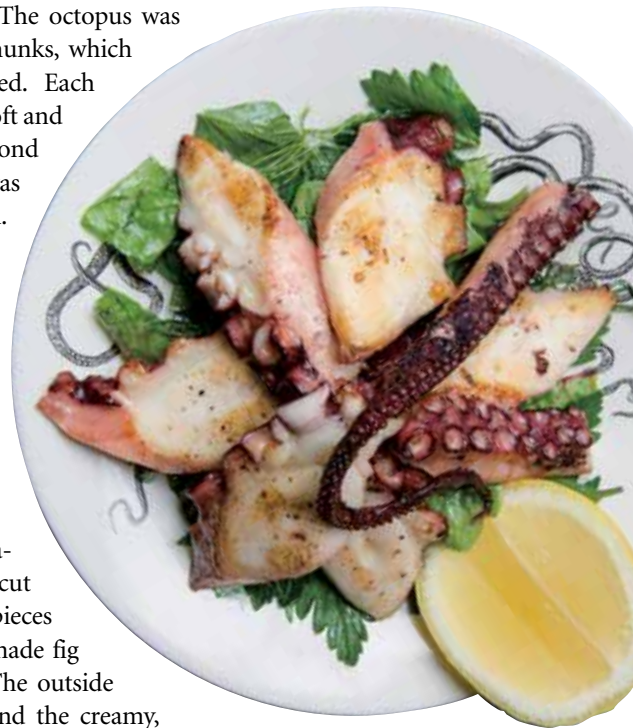 The octopus was
hunks, which
ed. Each
oft and
ond
as
cut
pieces
made fig
The outside
nd the creamy,